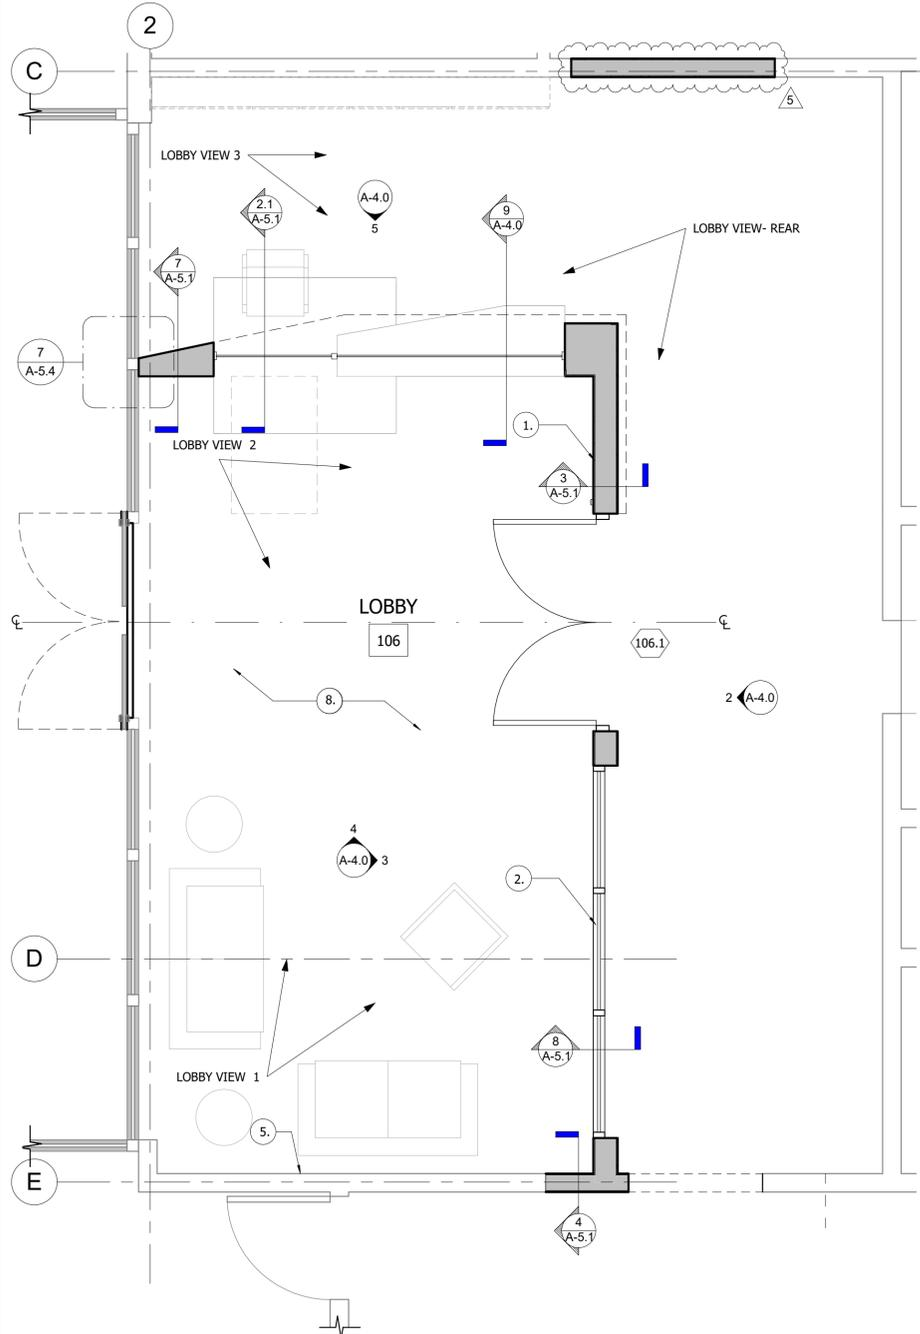 2
C
5
LOBBY VIEW 3
A-4.0
5
2.1
A-5.1
9
A-4.0
LOBBY VIEW- REAR
7
A-5.1
7
A-5.4
1.
LOBBY VIEW 2
3
A-5.1
LOBBY
106
℄
℄
106.1
8.
2
A-4.0
4
A-4.0
3
2.
D
8
A-5.1
LOBBY VIEW 1
5.
E
4
A-5.1